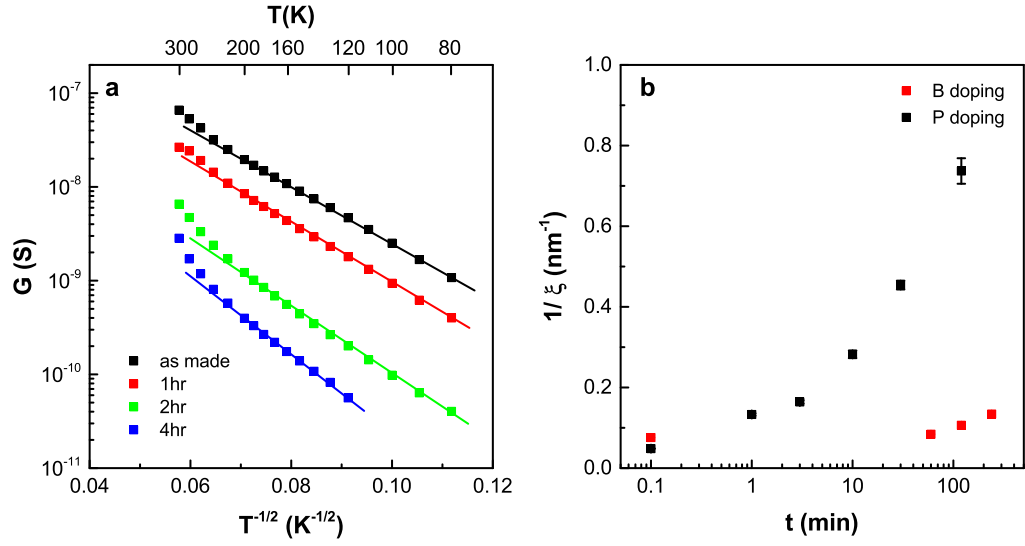 T(K)
300 200 160 120 100 80
a
10⁻⁷
10⁻⁸
10⁻⁹
10⁻¹⁰
10⁻¹¹
G (S)
as made
1hr
2hr
4hr
0.04 0.06 0.08 0.10 0.12
T⁻¹/² (K⁻¹/²)
b
B doping
P doping
1.0
0.8
0.6
0.4
0.2
0.0
1/ ξ (nm⁻¹)
0.1 1 10 100
t (min)